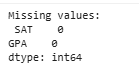 Missing values:
 SAT    0
GPA    0
dtype: int64